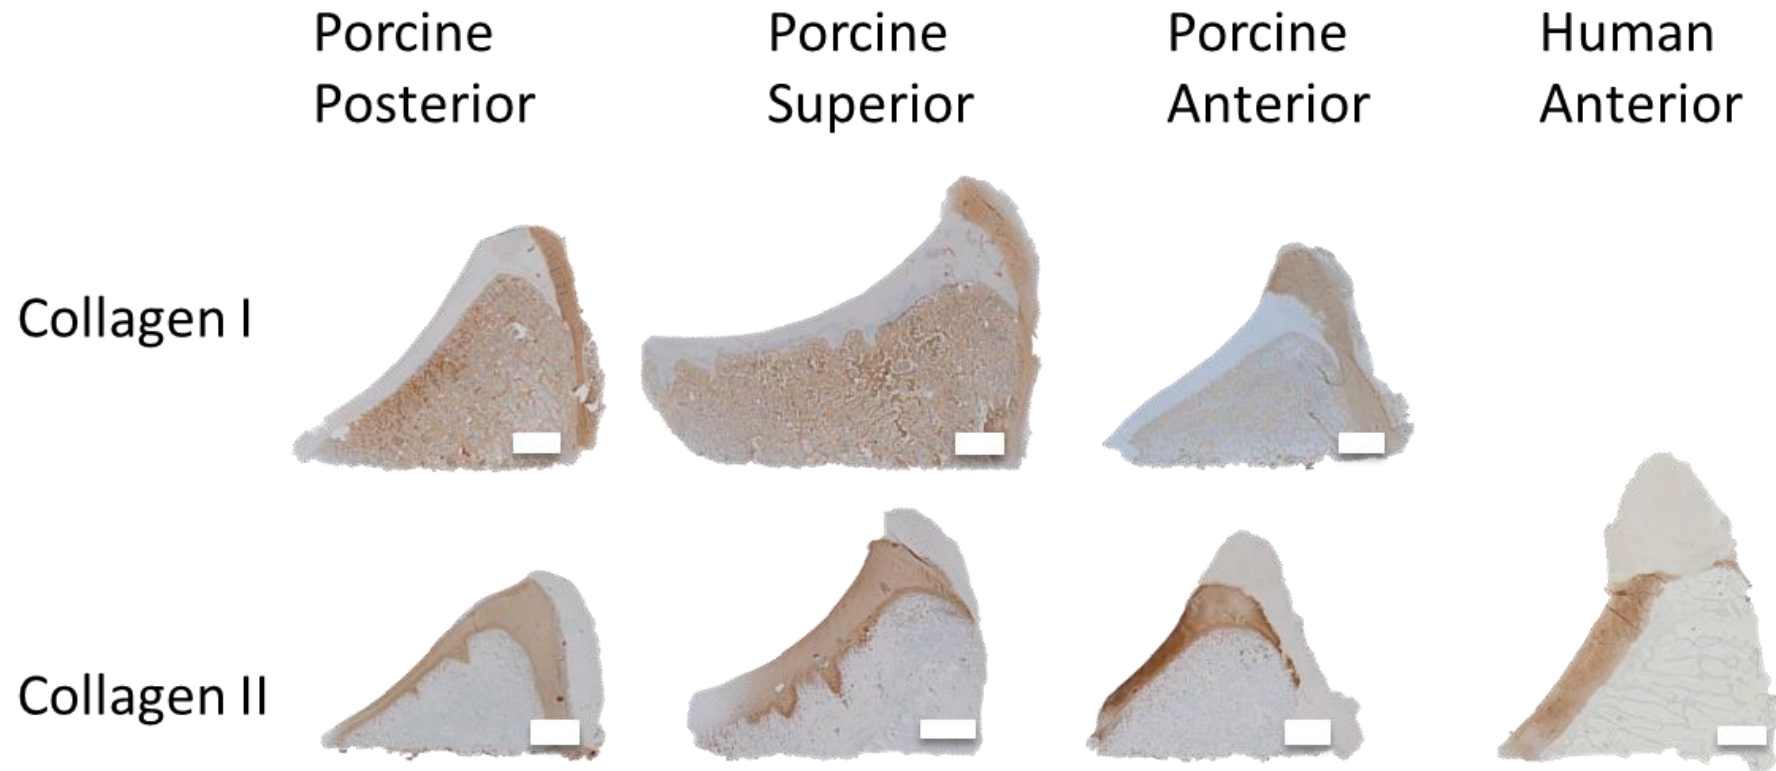 Porcine
Posterior
Porcine
Superior
Porcine
Anterior
Human
Anterior
Collagen I
Collagen II